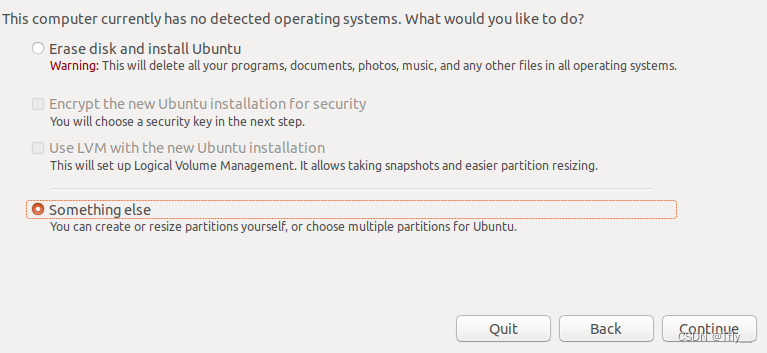 This computer currently has no detected operating systems. What would you like to do?
Erase disk and install Ubuntu
Warning: This will delete all your programs, documents, photos, music, and any other files in all operating systems.
Encrypt the new Ubuntu installation for security
You will choose a security key in the next step.
Use LVM with the new Ubuntu installation
This will set up Logical Volume Management. It allows taking snapshots and easier partition resizing.
Something else
You can create or resize partitions yourself, or choose multiple partitions for Ubuntu.
Quit Back Continue
CSDN